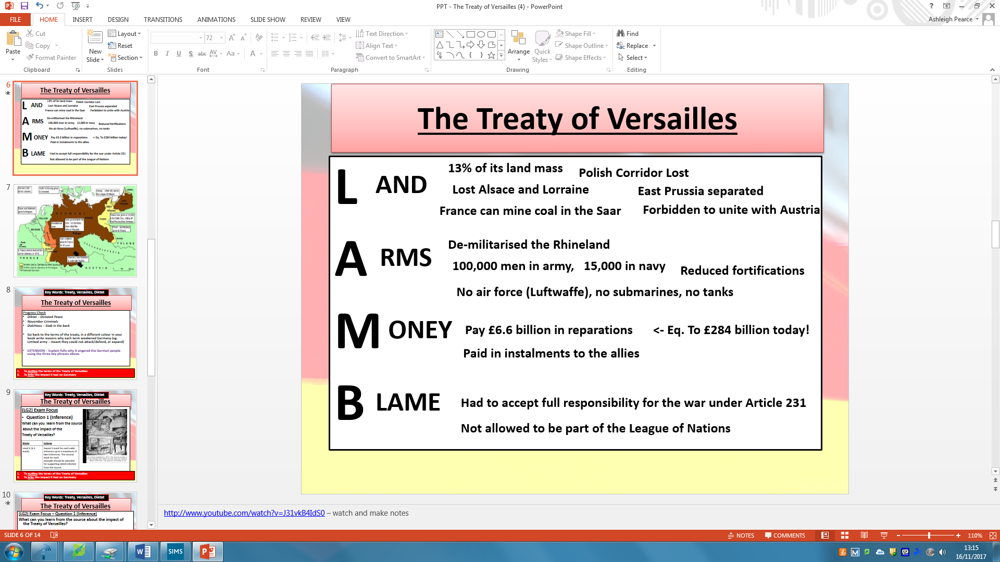 PPT - The Treaty of Versailles (4) - PowerPoint
FILE HOME INSERT DESIGN TRANSITIONS ANIMATIONS SLIDE SHOW REVIEW VIEW
Ashleigh Pearce
Paste
Cut
Copy
Format Painter
Clipboard
New Slide
Layout
Reset
Section
Slides
72
Font
Text Direction
Align Text
Convert to SmartArt
Paragraph
Arrange
Quick Styles
Shape Fill
Shape Outline
Shape Effects
Drawing
Find
Replace
Select
Editing
6
The Treaty of Versailles
L AND
13% of its land mass Polish Corridor Lost
Lost Alsace and Lorraine East Prussia separated
France can mine coal in the Saar Forbidden to unite with Austria
A RMS
De-militarised the Rhineland
100,000 men in army, 15,000 in navy Reduced fortifications
No air force (Luftwaffe), no submarines, no tanks
M ONEY
Pay £6.6 billion in reparations <- Eq. To £284 billion today!
Paid in instalments to the allies
B LAME
Had to accept full responsibility for the war under Article 231
Not allowed to be part of the League of Nations
7
8
Key Words: Treaty, Versailles, Diktat
The Treaty of Versailles
Progress Check
• Diktat – Dictated Peace
• November Criminals
• Dolchtoss – Stab in the back
• Go back to the terms of the treaty, in a different colour in your
book write reasons why each term weakened Germany (eg.
Limited army – meant they could not attack/defend, or expand)
• EXTENSION – Explain fully why it angered the German people
using the three key phrases above.
1. To outline the terms of the Treaty of Versailles
2. To infer the impact it had on Germany
9
Key Words: Treaty, Versailles, Diktat
The Treaty of Versailles
(LG2) Exam Focus
• Question 1 (Inference)
What can you learn from the source
about the impact of the
Treaty of Versailles?
Marks Criteria
Level 1 (1-4 mark)
Award 1 mark for each valid
inference up to a maximum of
two inferences. The second
mark for each
example should be awarded
for supporting detail selected
from the source.
1. To outline the terms of the Treaty of Versailles
2. To infer the impact it had on Germany
10
Key Words: Treaty, Versailles, Diktat
The Treaty of Versailles
(LG2) Exam Focus – Question 1 (Inference)
What can you learn from the source about the impact of
the Treaty of Versailles?
The Treaty of Versailles
L AND
13% of its land mass Polish Corridor Lost
Lost Alsace and Lorraine East Prussia separated
France can mine coal in the Saar Forbidden to unite with Austria
A RMS
De-militarised the Rhineland
100,000 men in army, 15,000 in navy Reduced fortifications
No air force (Luftwaffe), no submarines, no tanks
M ONEY
Pay £6.6 billion in reparations <- Eq. To £284 billion today!
Paid in instalments to the allies
B LAME
Had to accept full responsibility for the war under Article 231
Not allowed to be part of the League of Nations
http://www.youtube.com/watch?v=J31vkB4IdS0 – watch and make notes
SLIDE 6 OF 14
NOTES COMMENTS 110%
SIMS
13:15
16/11/2017